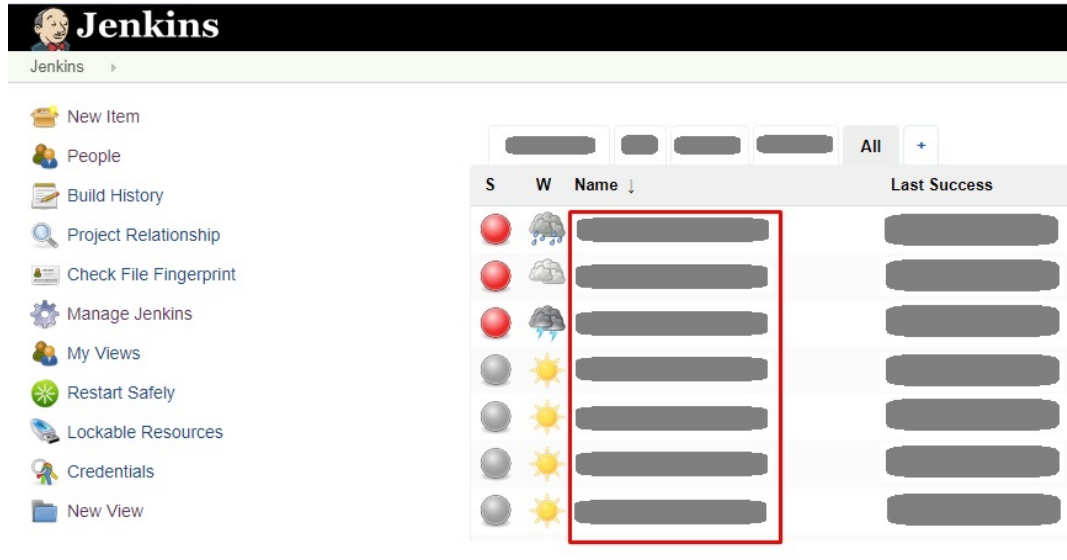 Jenkins
Jenkins
New Item
People
Build History
Project Relationship
Check File Fingerprint
Manage Jenkins
My Views
Restart Safely
Lockable Resources
Credentials
New View
All +
S W Name ↓ Last Success